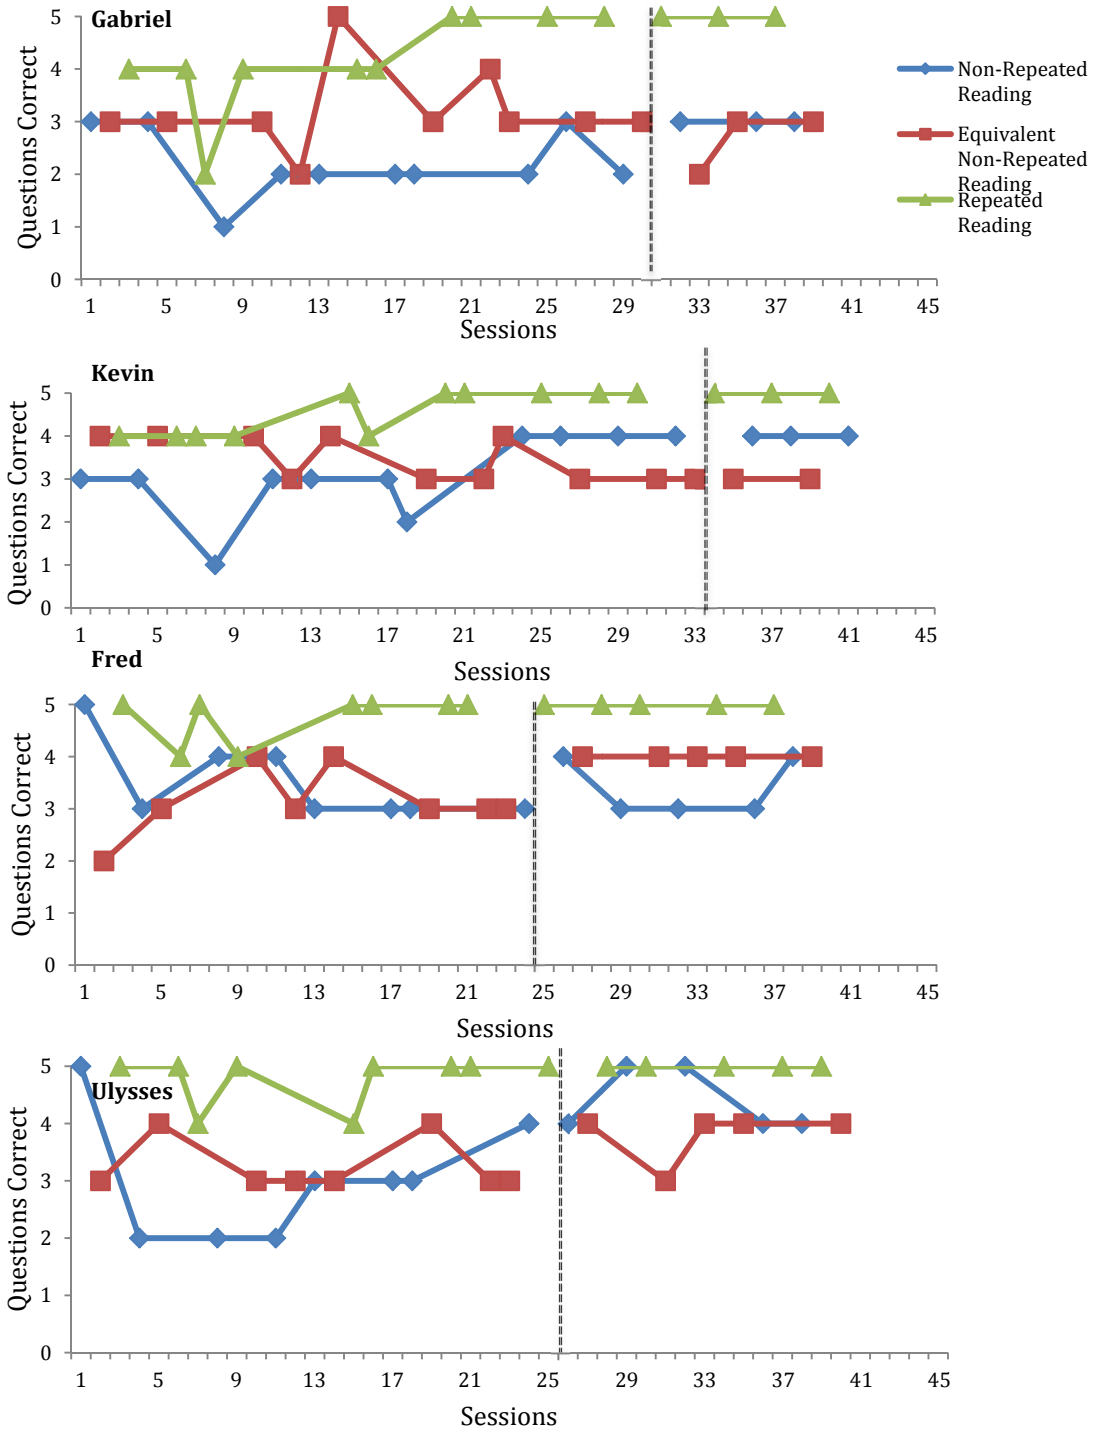 Gabriel
Questions Correct
5
4
3
2
1
0
1 5 9 13 17 21 25 29 33 37 41 45
Sessions
Non-Repeated
Reading
Equivalent
Non-Repeated
Reading
Repeated
Reading
Kevin
Questions Correct
5
4
3
2
1
0
1 5 9 13 17 21 25 29 33 37 41 45
Sessions
Fred
Questions Correct
5
4
3
2
1
0
1 5 9 13 17 21 25 29 33 37 41 45
Sessions
Ulysses
Questions Correct
5
4
3
2
1
0
1 5 9 13 17 21 25 29 33 37 41 45
Sessions